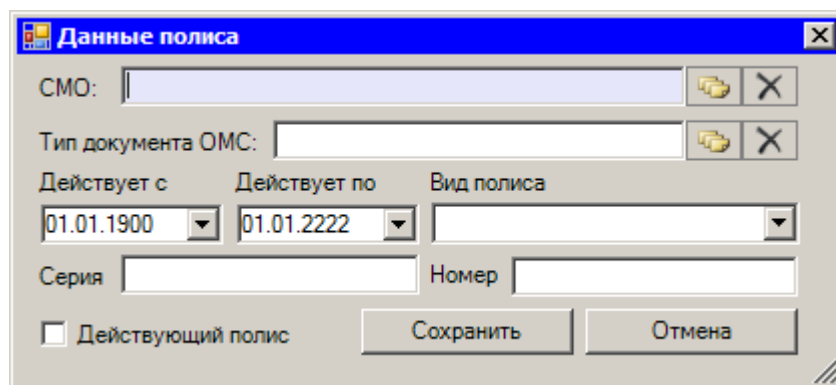 Данные полиса
СМО:
Тип документа ОМС:
Действует с Действует по Вид полиса
01.01.1900 01.01.2222
Серия Номер
Действующий полис Сохранить Отмена